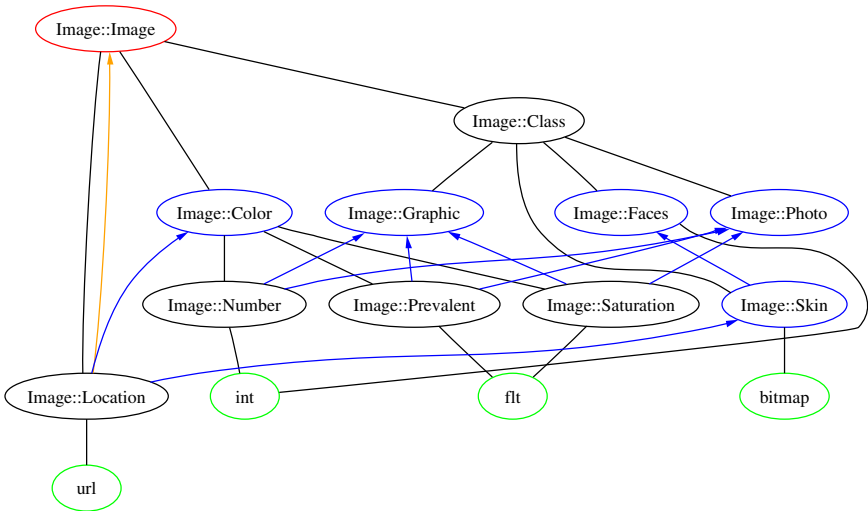 Image::Image
Image::Class
Image::Color
Image::Graphic
Image::Faces
Image::Photo
Image::Number
Image::Prevalent
Image::Saturation
Image::Skin
Image::Location
int
flt
bitmap
url